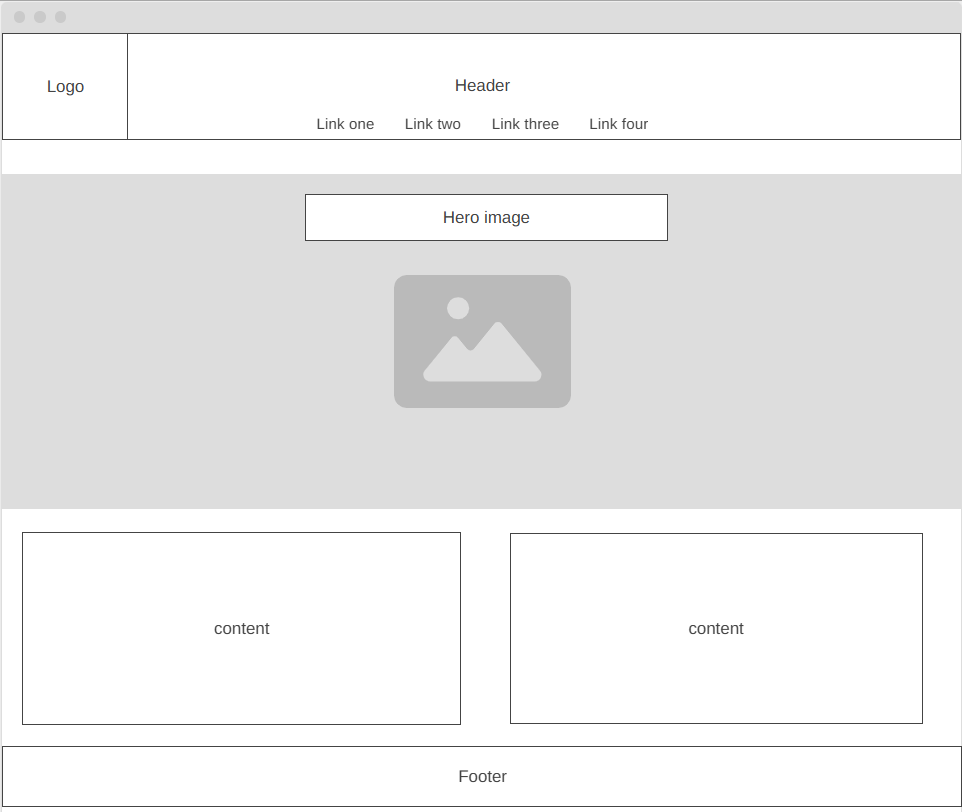 Logo
Header
Link one Link two Link three Link four
Hero image
content content
Footer